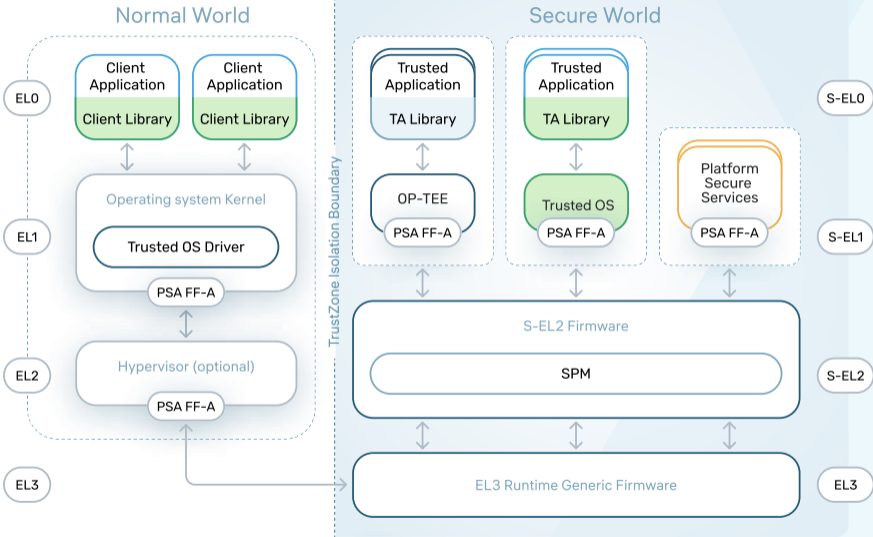 Normal World
Secure World
EL0
Client
Application
Client Library
Client
Application
Client Library
Trusted
Application
TA Library
Trusted
Application
TA Library
S-EL0
Operating system Kernel
Trusted OS Driver
PSA FF-A
EL1
TrustZone Isolation Boundary
OP-TEE
PSA FF-A
Trusted OS
PSA FF-A
Platform
Secure
Services
PSA FF-A
S-EL1
EL2
Hypervisor (optional)
PSA FF-A
S-EL2 Firmware
SPM
S-EL2
EL3
EL3 Runtime Generic Firmware
EL3